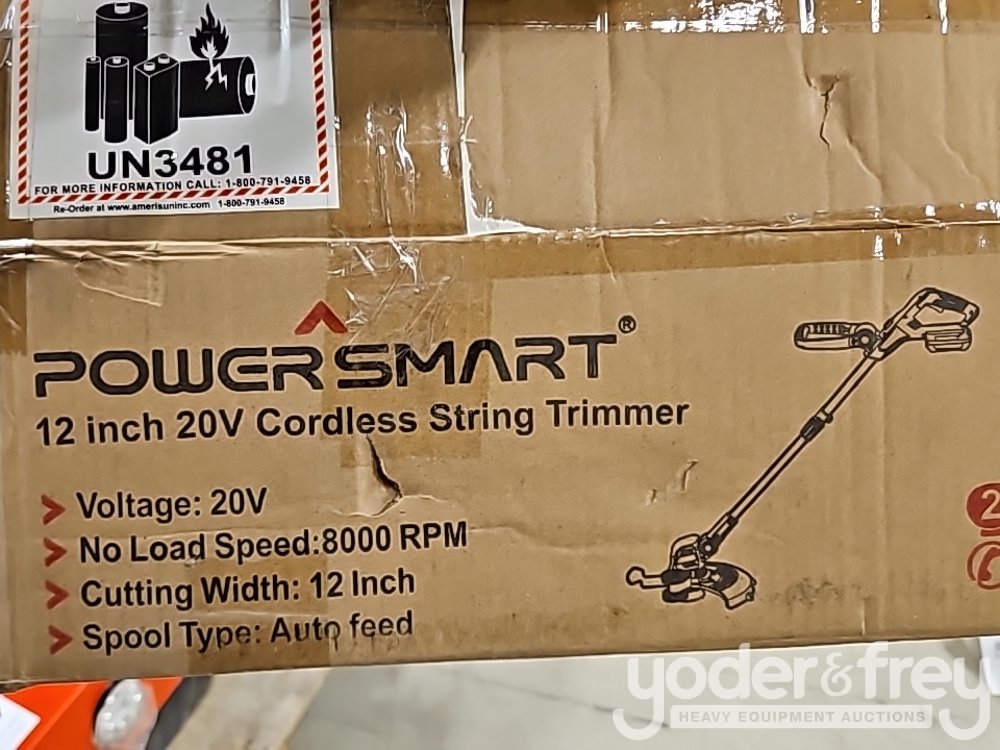 UN3481
FOR MORE INFORMATION CALL: 1-800-791-9458
Re-Order at www.amerisuninc.com 1-800-791-9458
POWERSMART®
12 inch 20V Cordless String Trimmer
Voltage: 20V
No Load Speed:8000 RPM
Cutting Width: 12 Inch
Spool Type: Auto feed
2
yoder&frey
HEAVY EQUIPMENT AUCTIONS